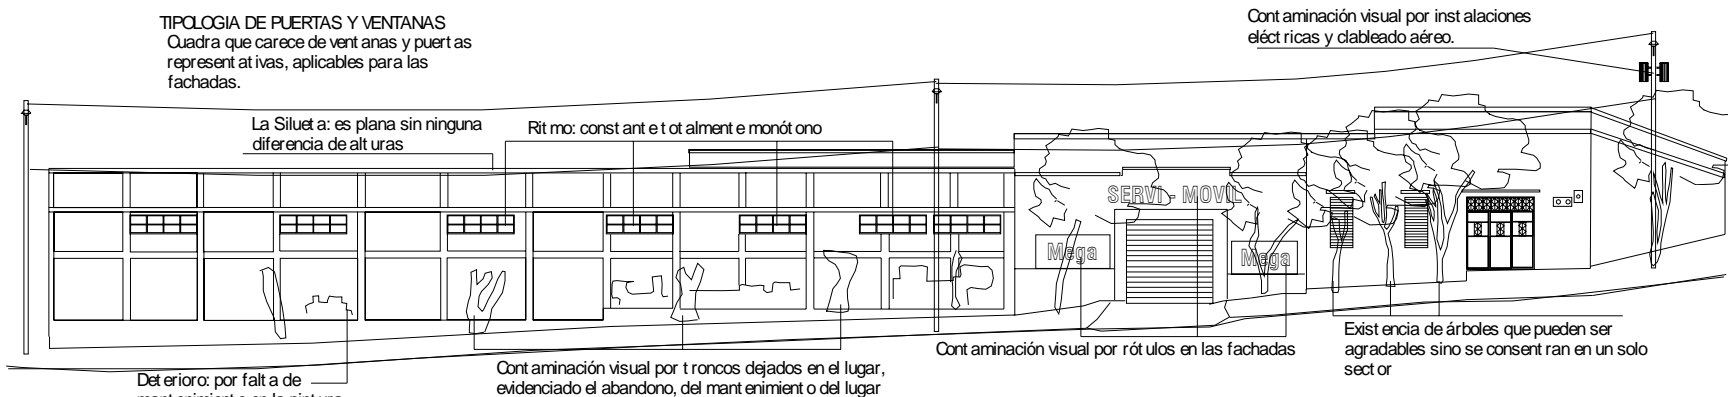 TIPOLOGIA DE PUERTAS Y VENTANAS
Cuadra que carece de ventanas y puertas
representativas, aplicables para las
fachadas.
Contaminación visual por instalaciones
eléctricas y clableado aéreo.
La Silueta: es plana sin ninguna
diferencia de alturas
Ritmo: constante totalmente monótono
SERVI - MOVIL
Mega
Mega
Existencia de árboles que pueden ser
agradables sino se consentran en un solo
sector
Contaminación visual por rótulos en las fachadas
Contaminación visual por troncos dejados en el lugar,
evidenciado el abandono, del mantenimiento del lugar
Deterioro: por falta de
mantenimiento en la pintura